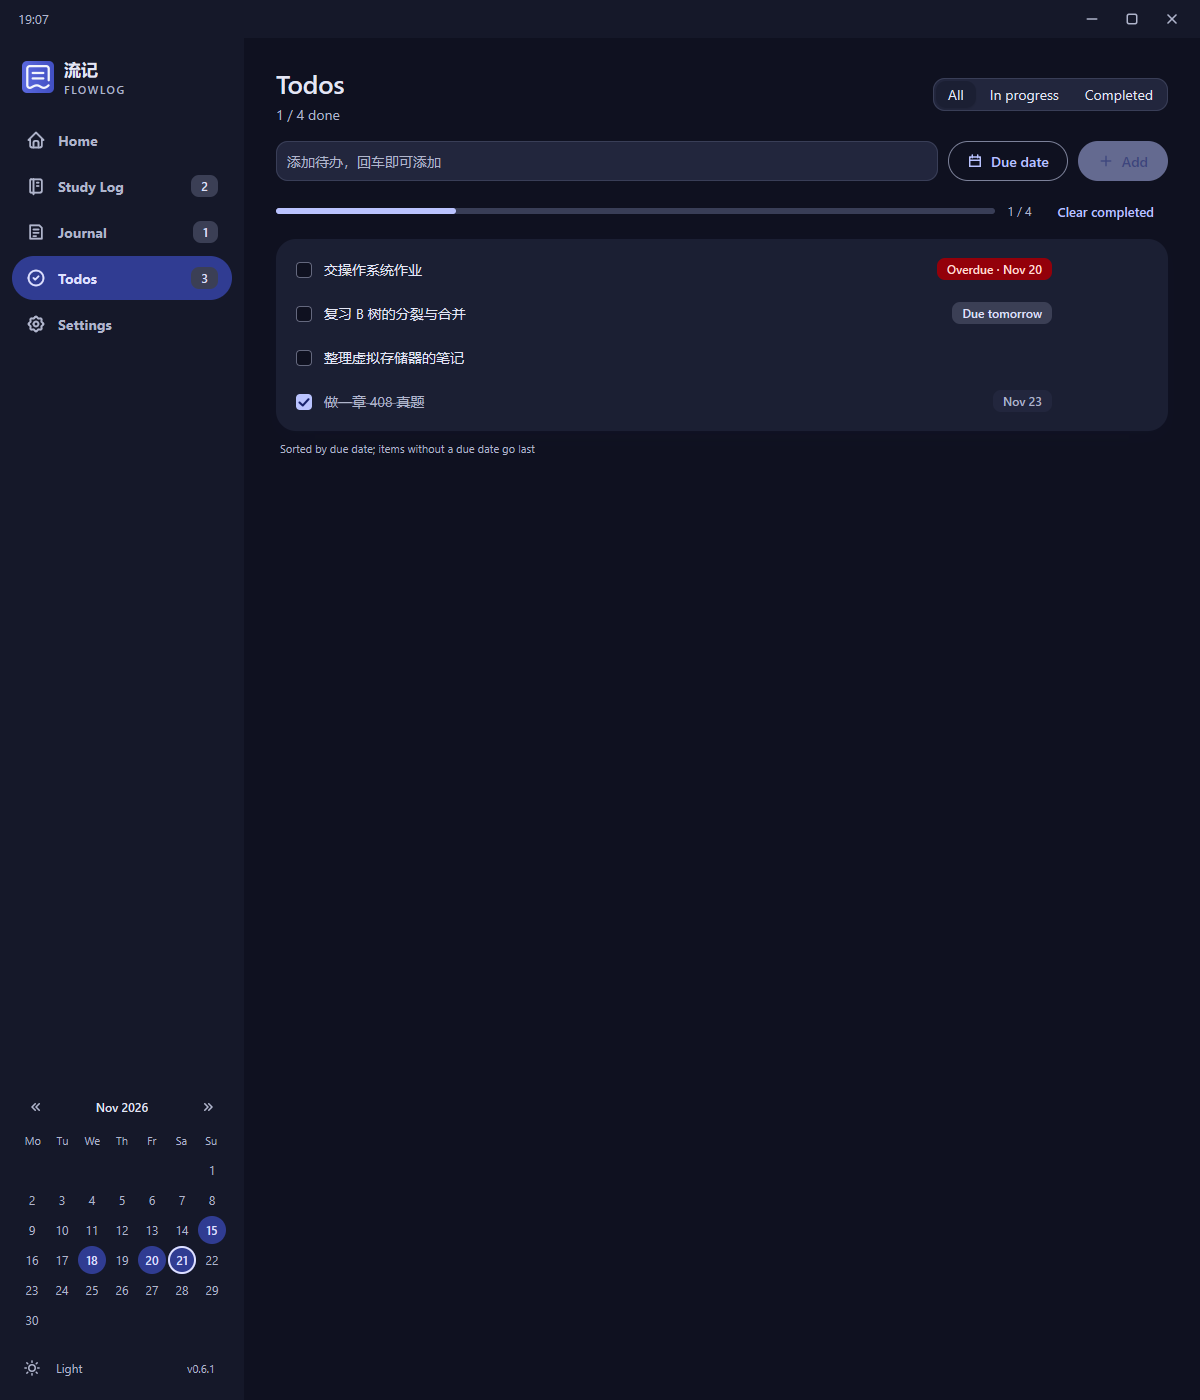 19:07
流记
FLOWLOG
Home
Study Log 2
Journal 1
Todos 3
Settings
Nov 2026
Mo Tu We Th Fr Sa Su
1
2 3 4 5 6 7 8
9 10 11 12 13 14 15
16 17 18 19 20 21 22
23 24 25 26 27 28 29
30
Light v0.6.1
Todos
1 / 4 done
All In progress Completed
添加待办，回车即可添加
Due date
+ Add
1 / 4
Clear completed
交操作系统作业 Overdue · Nov 20
复习 B 树的分裂与合并 Due tomorrow
整理虚拟存储器的笔记
做一章 408 真题 Nov 23
Sorted by due date; items without a due date go last